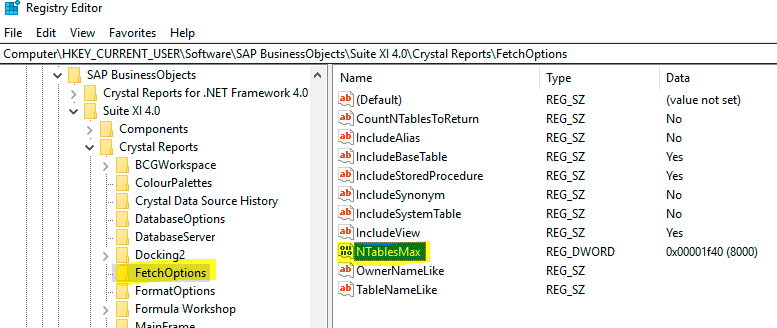 Registry Editor
File Edit View Favorites Help
Computer\HKEY_CURRENT_USER\Software\SAP BusinessObjects\Suite XI 4.0\Crystal Reports\FetchOptions
SAP BusinessObjects
Crystal Reports for .NET Framework 4.0
Suite XI 4.0
Components
Crystal Reports
BCGWorkspace
ColourPalettes
Crystal Data Source History
DatabaseOptions
DatabaseServer
Docking2
FetchOptions
FormatOptions
Formula Workshop
MainFrame
Name Type Data
(Default) REG_SZ (value not set)
CountNTablesToReturn REG_SZ No
IncludeAlias REG_SZ No
IncludeBaseTable REG_SZ Yes
IncludeStoredProcedure REG_SZ Yes
IncludeSynonym REG_SZ No
IncludeSystemTable REG_SZ No
IncludeView REG_SZ Yes
NTablesMax REG_DWORD 0x00001f40 (8000)
OwnerNameLike REG_SZ
TableNameLike REG_SZ